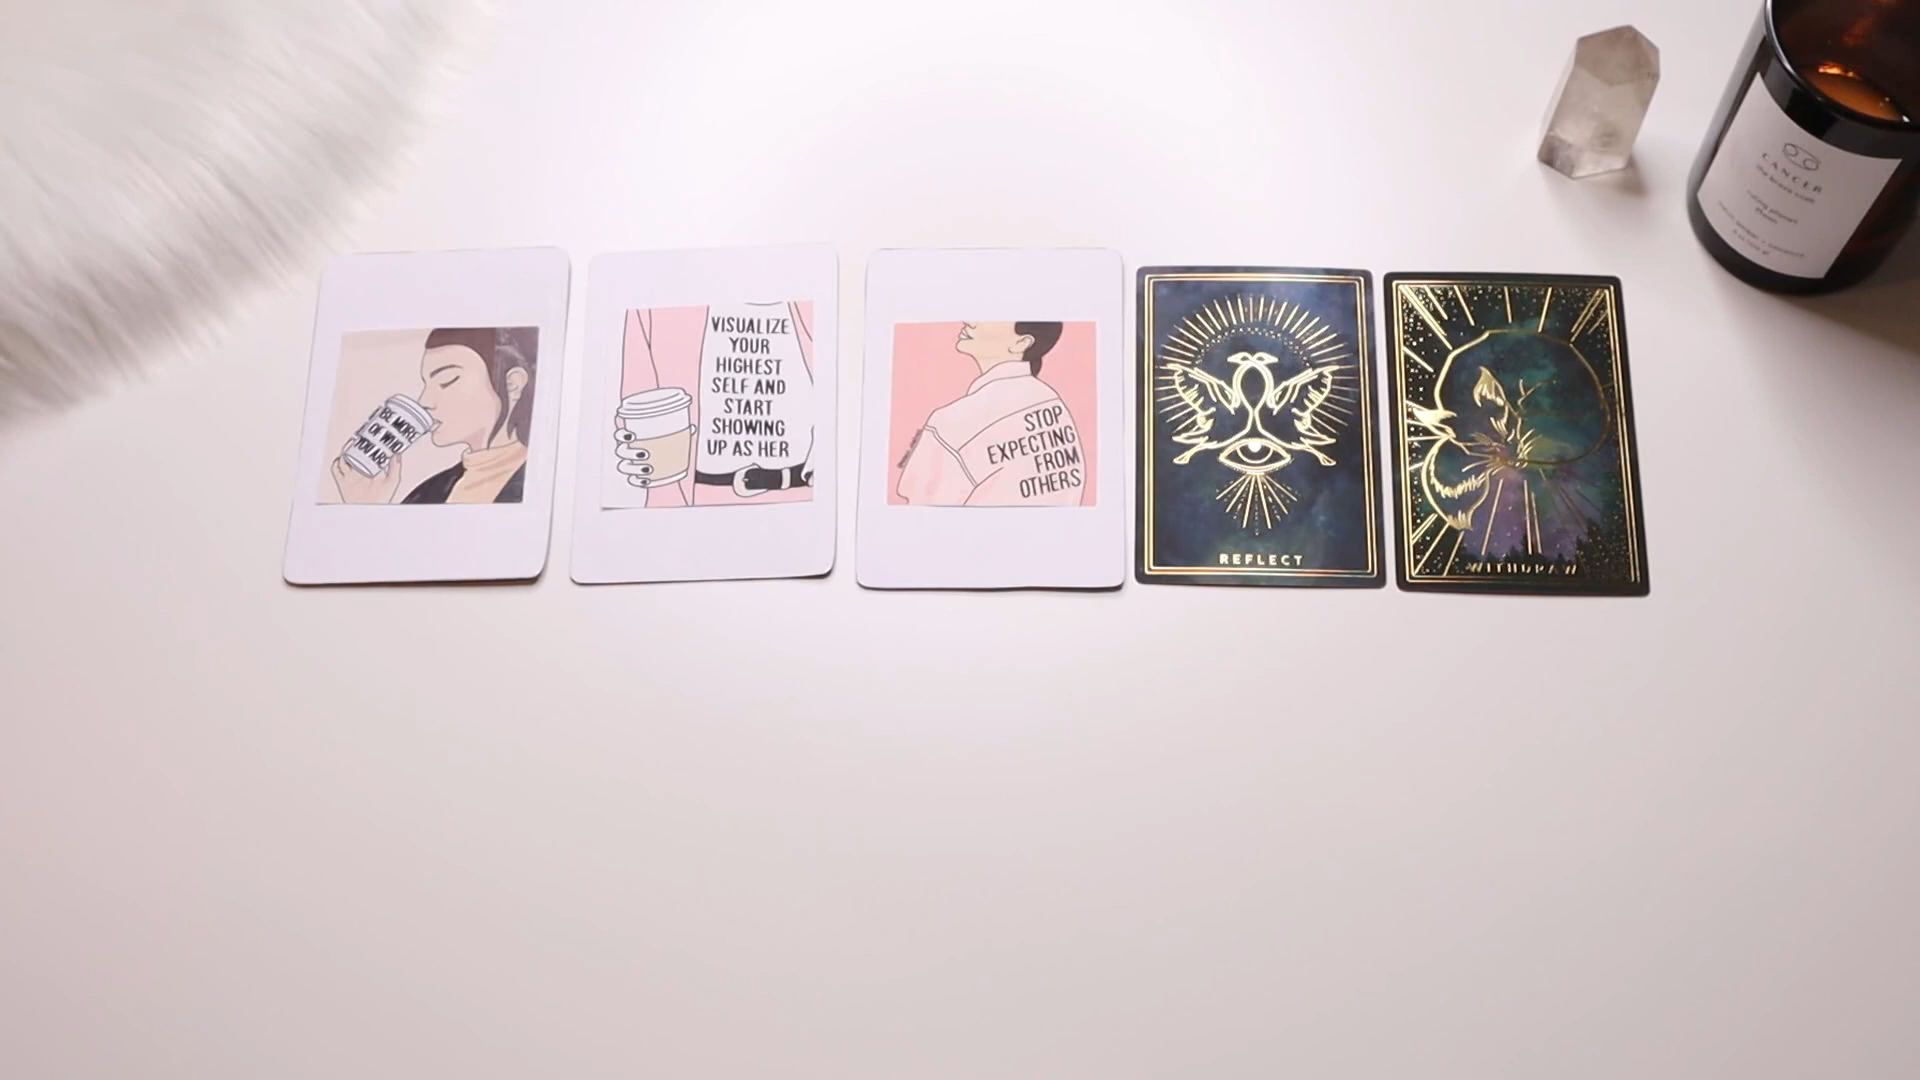 BE MORE
OF WHO
YOU ARE
VISUALIZE
YOUR
HIGHEST
SELF AND
START
SHOWING
UP AS HER
STOP
EXPECTING
FROM
OTHERS
REFLECT
WITHDRAW
CANCER